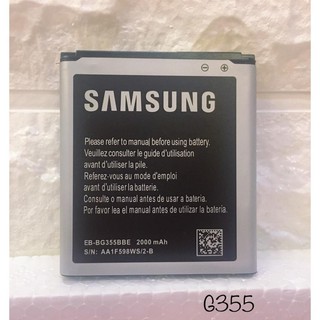 SAMSUNG
Please refer to manual before using battery.
Veuillez consulter le guide d'utilisation
avant d'utiliser la pile.
Referez-vous au mode d'emploi
avant d'utiliser la batterie.
Consulte o manual antes de usar a bateria.
Por favor lea el manual antes de utilizar la bateria.
EB-BG355BBE 2000 mAh
S/N: AA1F598WS/2-B
G355